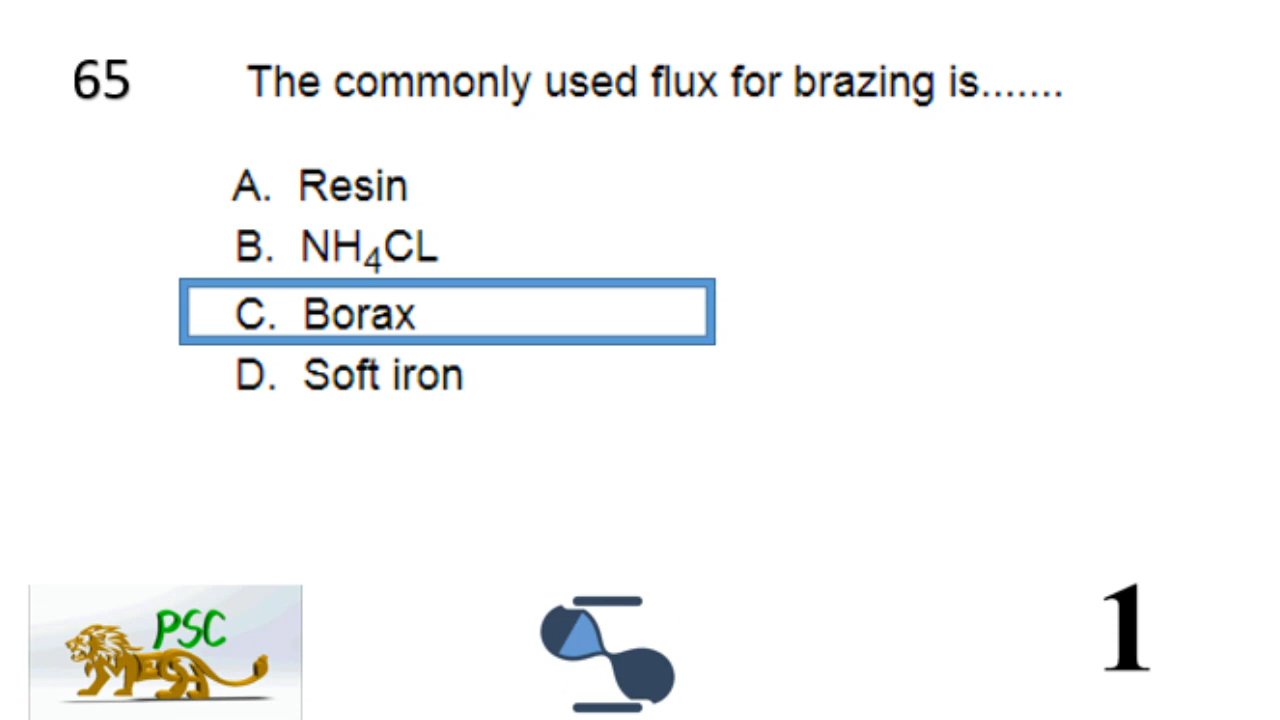 65 The commonly used flux for brazing is.......
A. Resin
B. NH₄CL
C. Borax
D. Soft iron
PSC
1